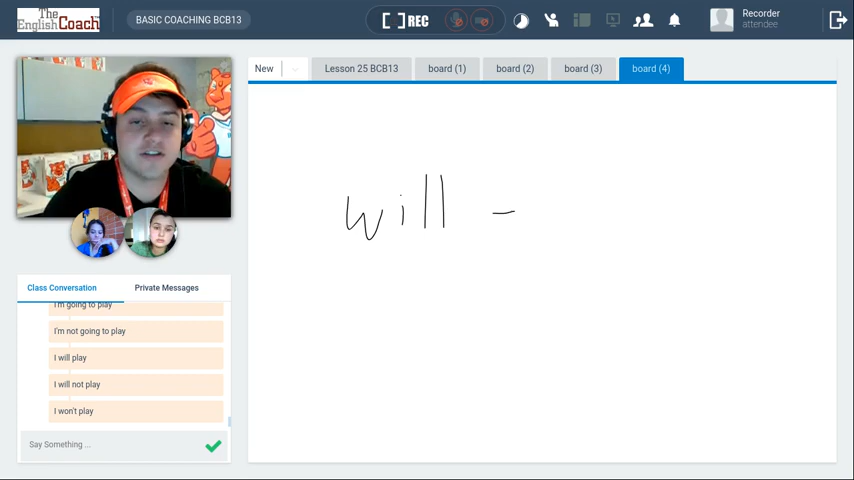 The
EnglishCoach
BASIC COACHING BCB13
[ ] REC
Recorder
attendee
New
Lesson 25 BCB13
board (1)
board (2)
board (3)
board (4)
will -
Class Conversation
Private Messages
I'm going to play
I'm not going to play
I will play
I will not play
I won't play
Say Something ...